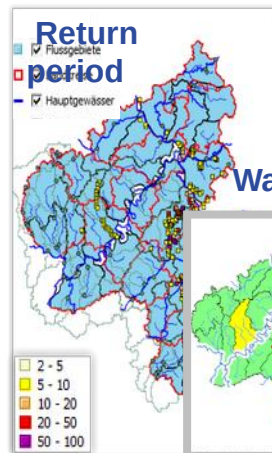 Return
Flussgebiete
period
Hauptgewässer
Wa
2 - 5
5 - 10
10 - 20
20 - 50
50 - 100